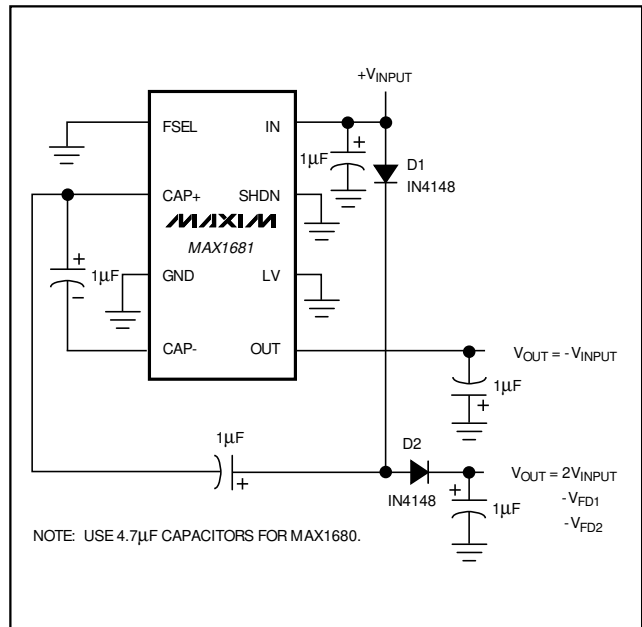 +VINPUT
FSEL
IN
+
1µF
D1
IN4148
CAP+
SHDN
MAXIM
MAX1681
+
1µF
−
GND
LV
CAP-
OUT
VOUT = - VINPUT
1µF
+
1µF
+
D2
IN4148
+
1µF
VOUT = 2VINPUT
-VFD1
-VFD2
NOTE: USE 4.7µF CAPACITORS FOR MAX1680.